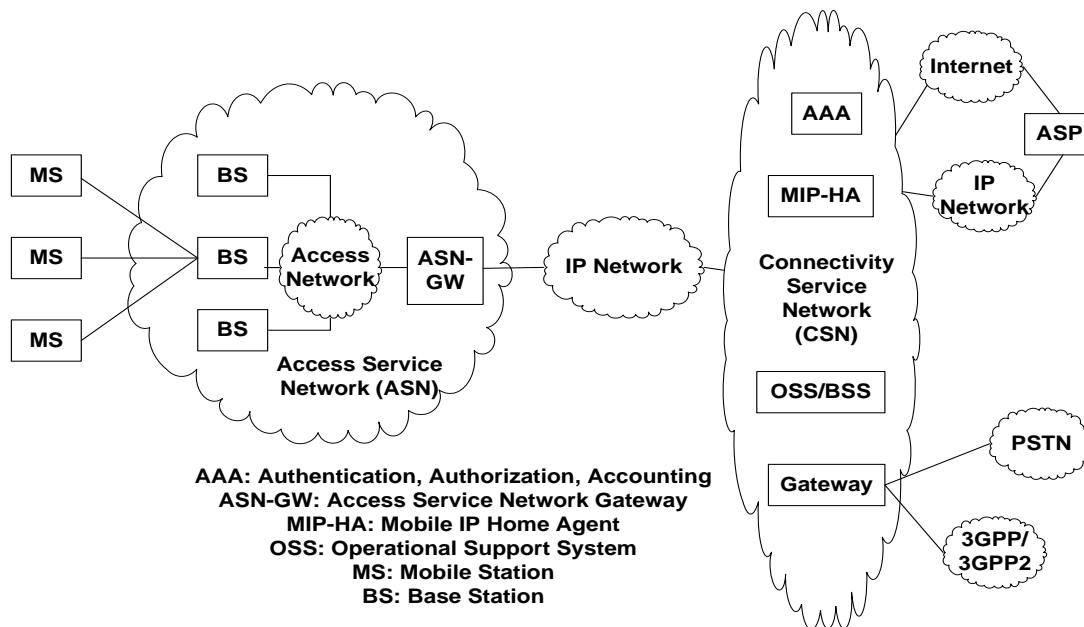 MS
MS
MS
BS
BS
BS
Access
Network
ASN-
GW
Access Service
Network (ASN)
IP Network
AAA
MIP-HA
Connectivity
Service
Network
(CSN)
OSS/BSS
Gateway
Internet
IP
Network
ASP
PSTN
3GPP/
3GPP2
AAA: Authentication, Authorization, Accounting
ASN-GW: Access Service Network Gateway
MIP-HA: Mobile IP Home Agent
OSS: Operational Support System
MS: Mobile Station
BS: Base Station